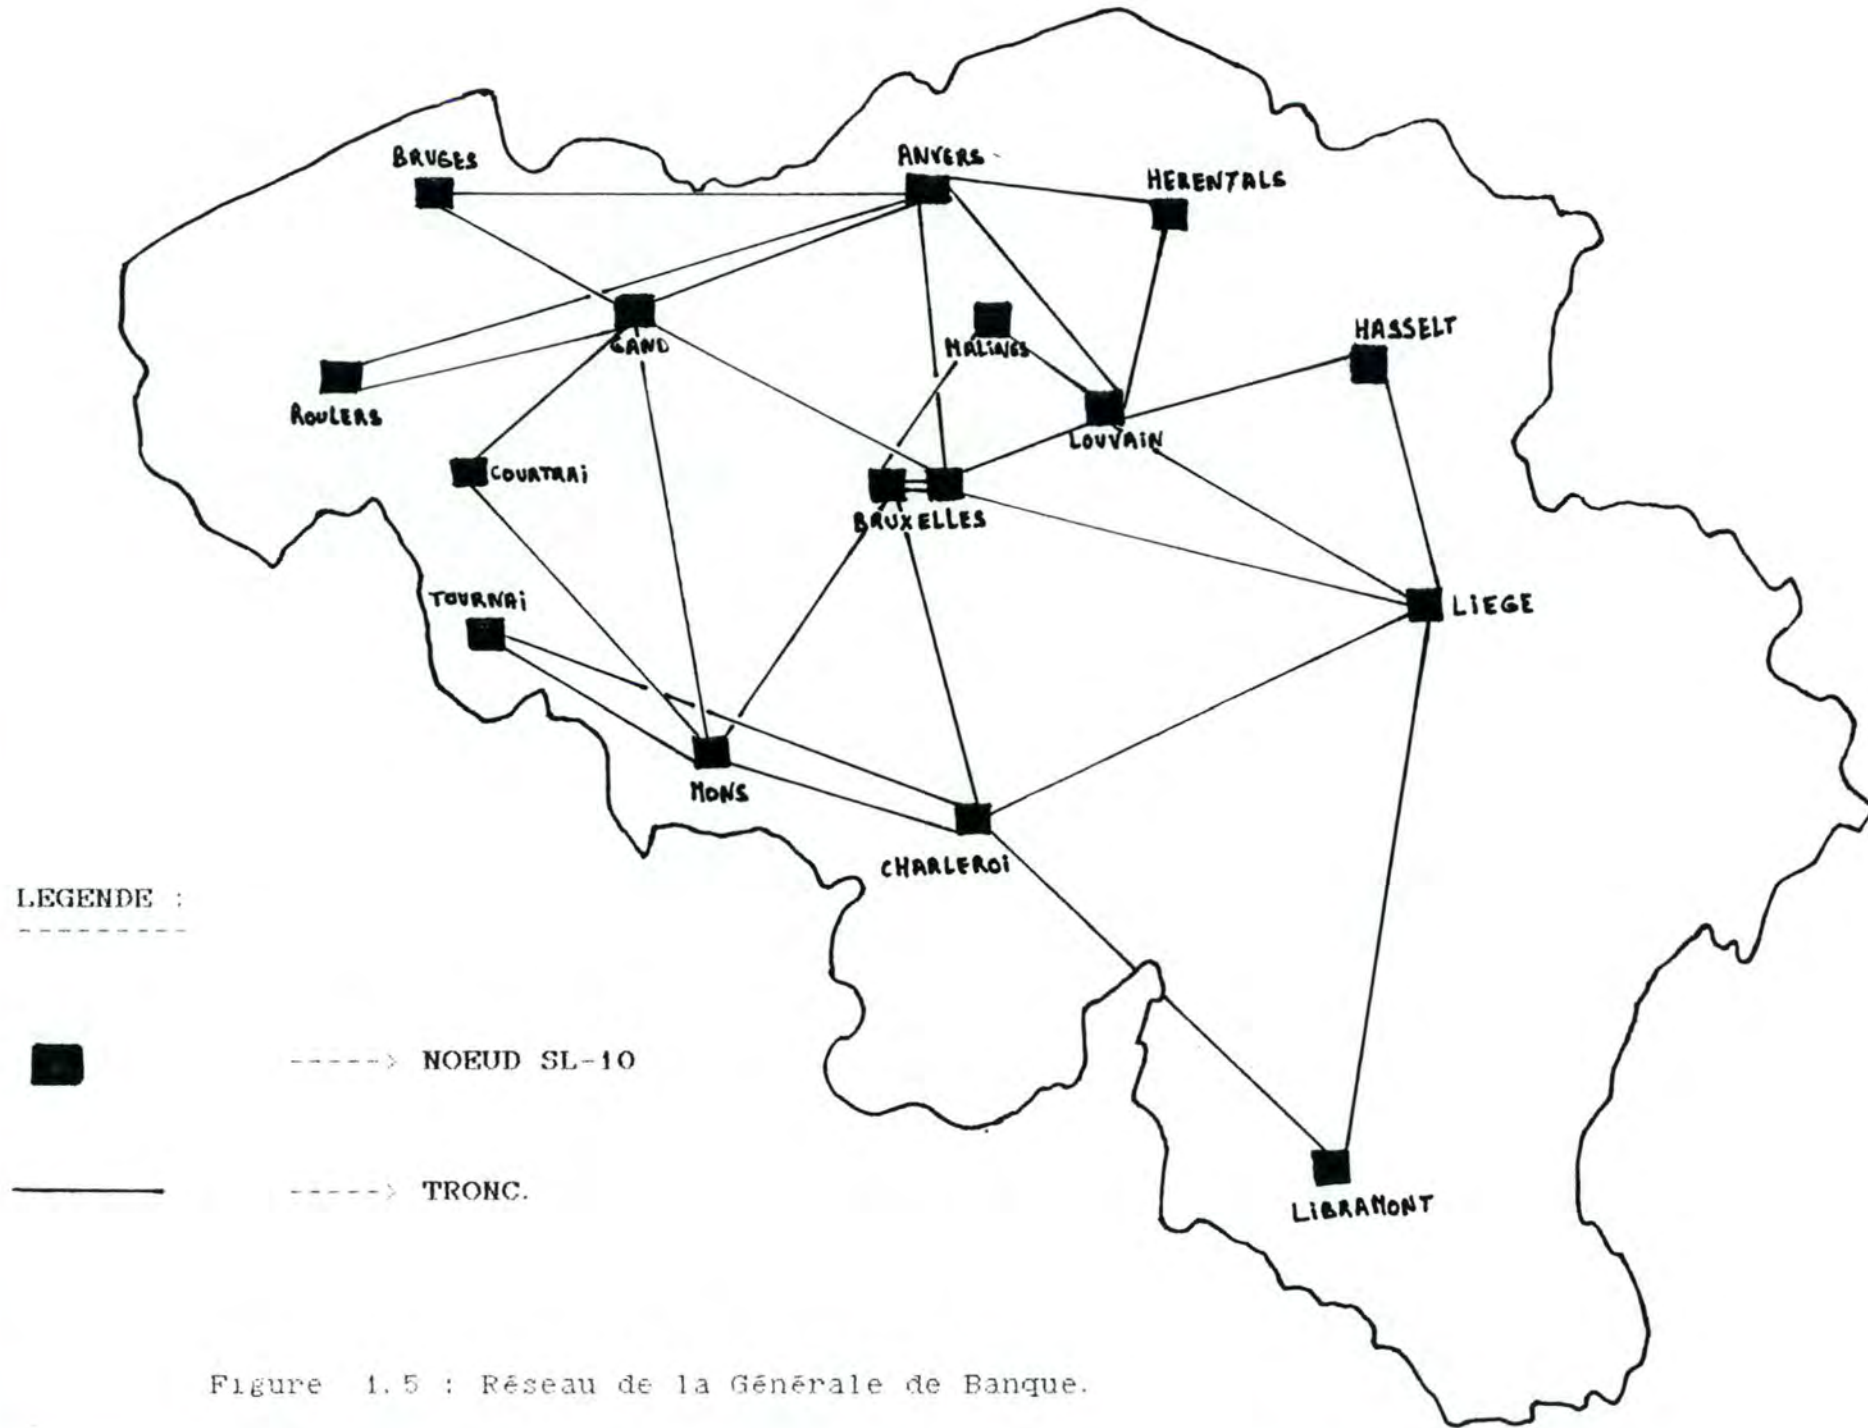 BRUGES
ANVERS
HERENTALS
GAND
MALINES
HASSELT
ROULERS
LOUVAIN
COURTRAI
BRUXELLES
TOURNAI
LIEGE
MONS
CHARLEROI
LEGENDE :
---------
-----> NOEUD SL-10
-----> TRONC.
LIBRAMONT
Figure 1.5 : Réseau de la Générale de Banque.